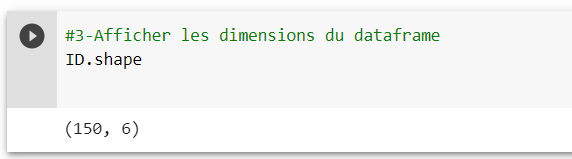 #3-Afficher les dimensions du dataframe
ID.shape
(150, 6)